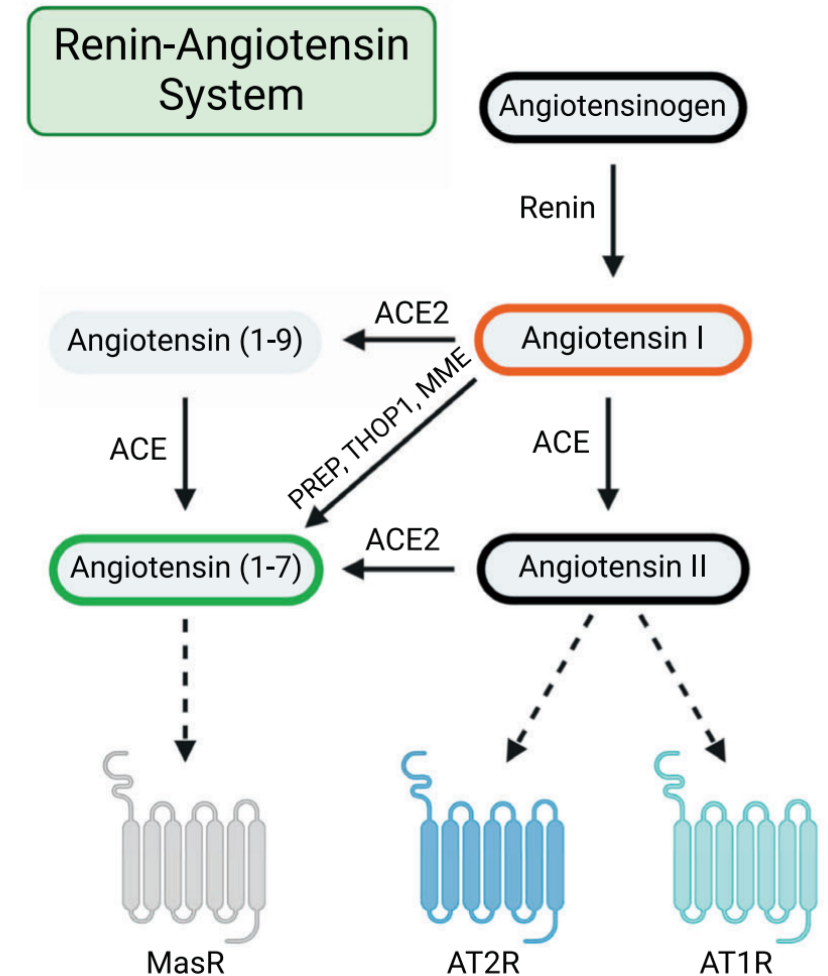 Renin-Angiotensin
System
Angiotensinogen
Renin
Angiotensin (1-9)
ACE2
Angiotensin I
ACE
PREP, THOP1, MME
ACE
Angiotensin (1-7)
ACE2
Angiotensin II
MasR
AT2R
AT1R